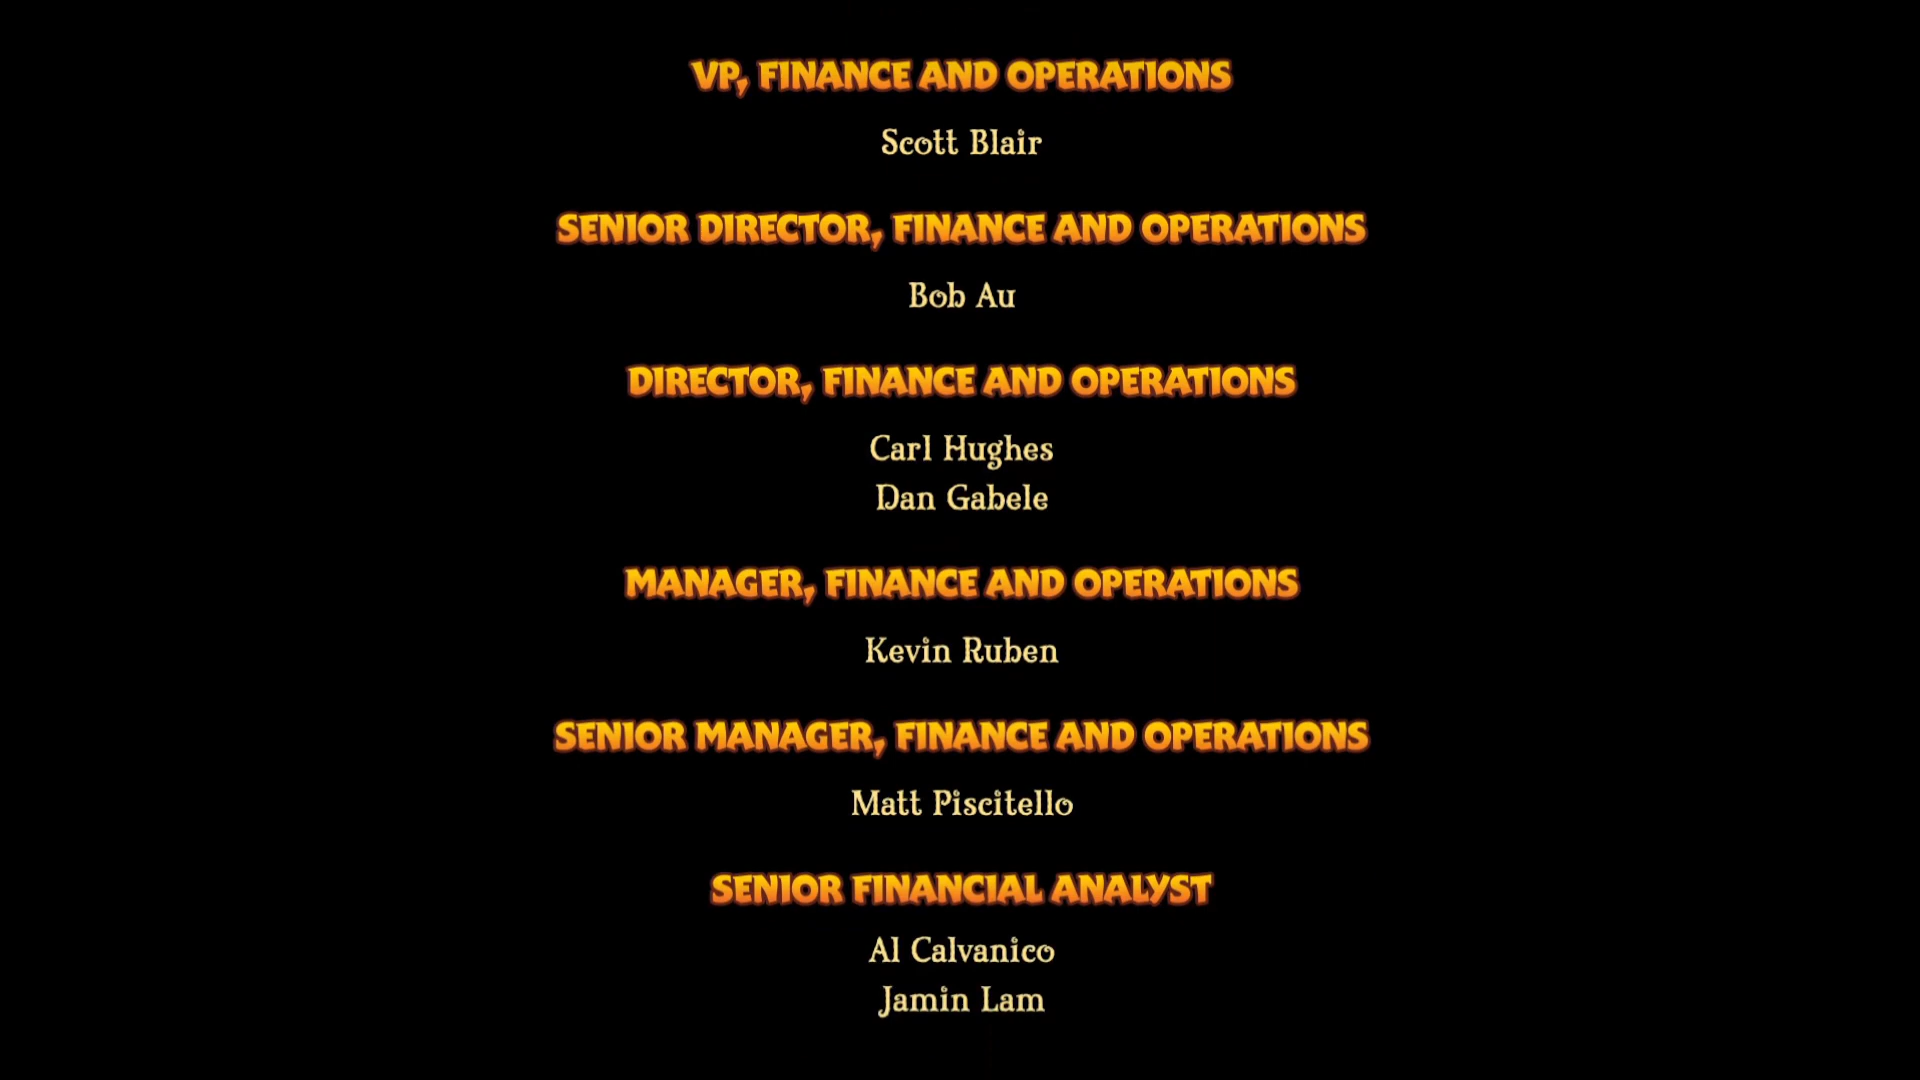 VP, FINANCE AND OPERATIONS
Scott Blair
SENIOR DIRECTOR, FINANCE AND OPERATIONS
Bob Au
DIRECTOR, FINANCE AND OPERATIONS
Carl Hughes
Dan Gabele
MANAGER, FINANCE AND OPERATIONS
Kevin Ruben
SENIOR MANAGER, FINANCE AND OPERATIONS
Matt Piscitello
SENIOR FINANCIAL ANALYST
Al Calvanico
Jamin Lam